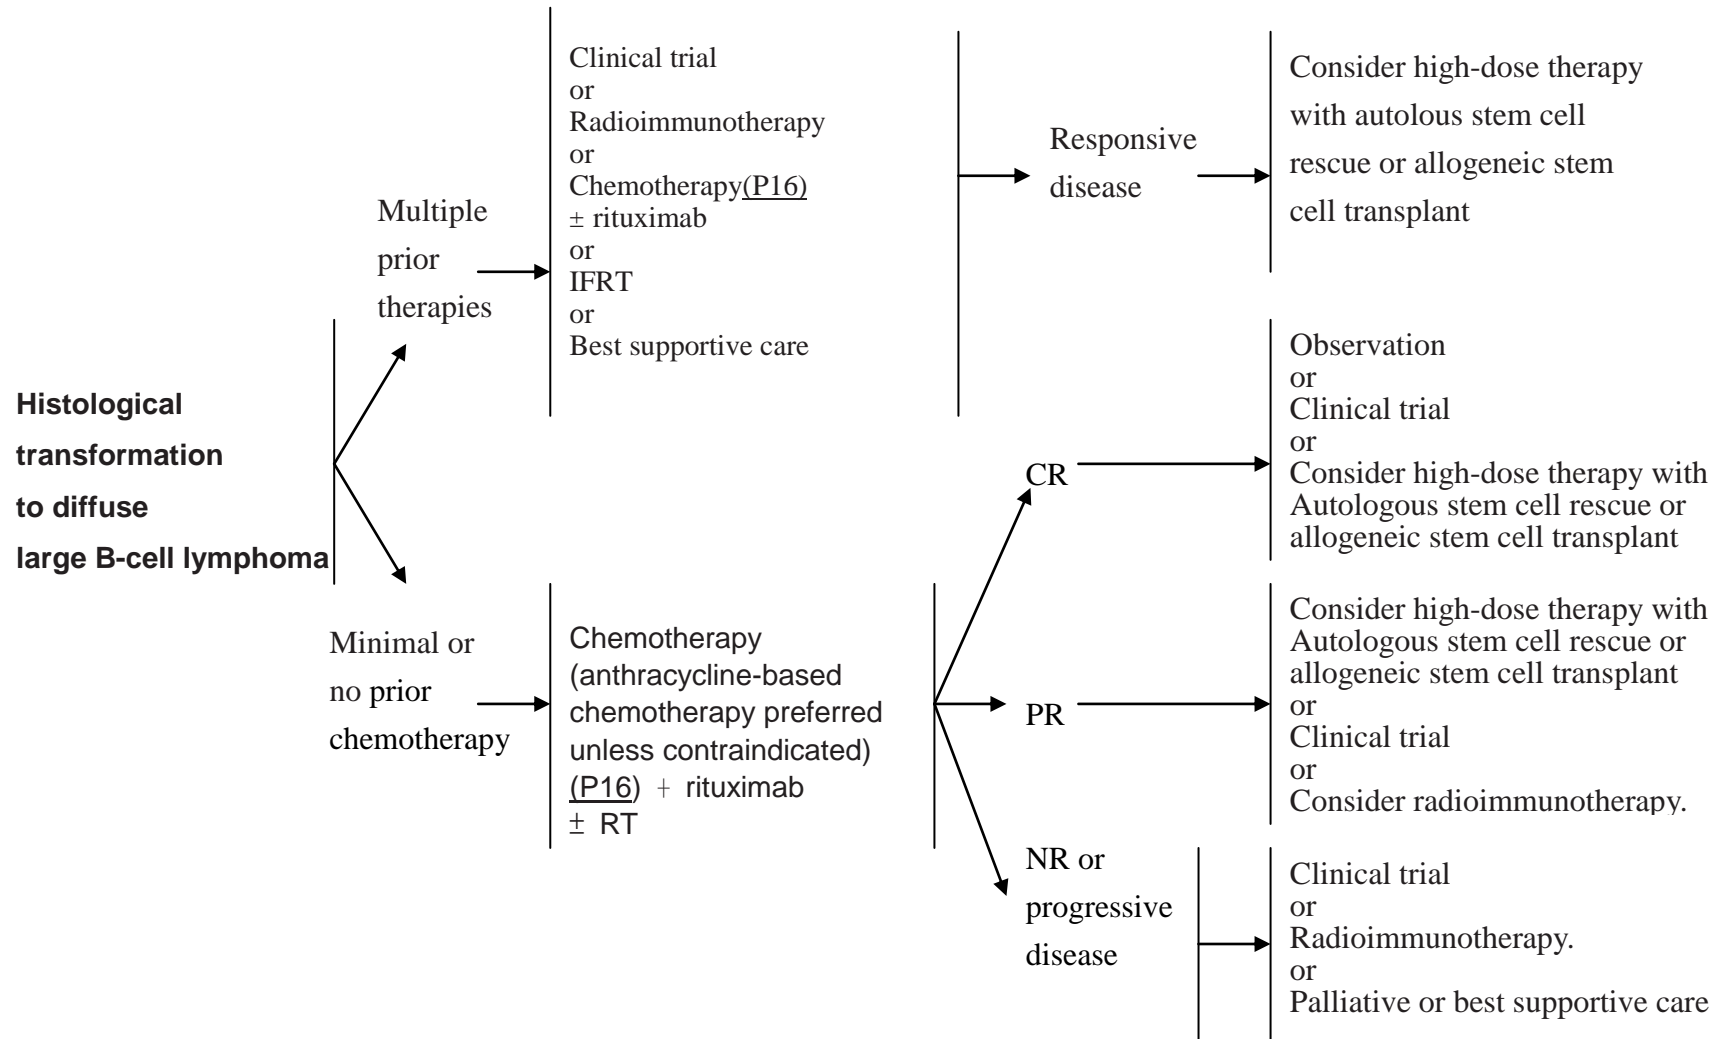 Histological
transformation
to diffuse
large B-cell lymphoma
Multiple
prior
therapies
Clinical trial
or
Radioimmunotherapy
or
Chemotherapy(P16)
± rituximab
or
IFRT
or
Best supportive care
Responsive
disease
Consider high-dose therapy
with autolous stem cell
rescue or allogeneic stem
cell transplant
Minimal or
no prior
chemotherapy
Chemotherapy
(anthracycline-based
chemotherapy preferred
unless contraindicated)
(P16) + rituximab
± RT
CR
Observation
or
Clinical trial
or
Consider high-dose therapy with
Autologous stem cell rescue or
allogeneic stem cell transplant
PR
Consider high-dose therapy with
Autologous stem cell rescue or
allogeneic stem cell transplant
or
Clinical trial
or
Consider radioimmunotherapy.
NR or
progressive
disease
Clinical trial
or
Radioimmunotherapy.
or
Palliative or best supportive care